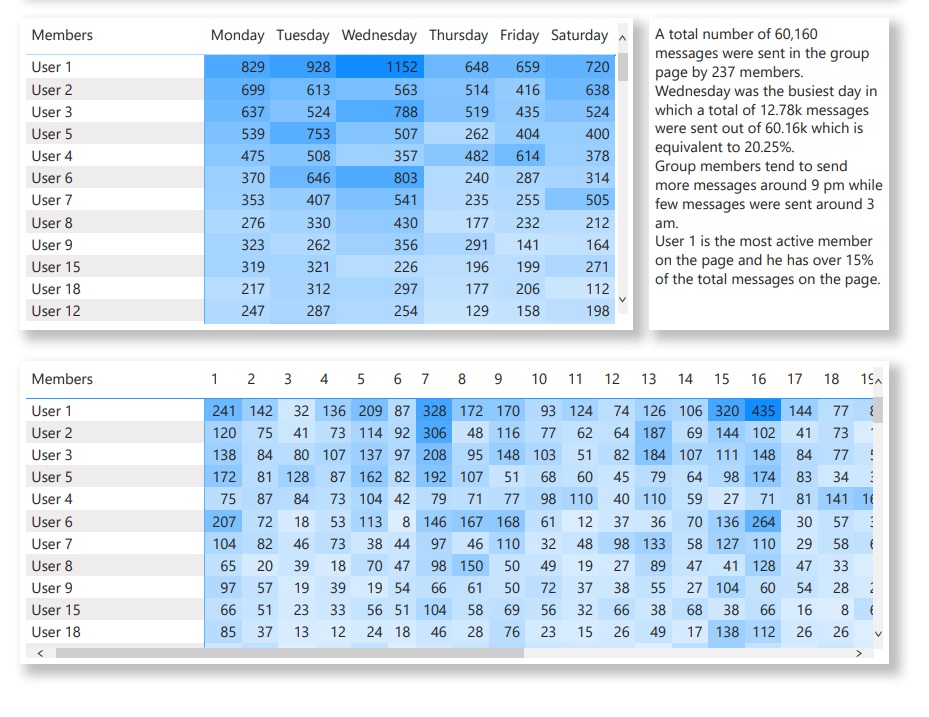 Members Monday Tuesday Wednesday Thursday Friday Saturday
User 1 829 928 1152 648 659 720
User 2 699 613 563 514 416 638
User 3 637 524 788 519 435 524
User 5 539 753 507 262 404 400
User 4 475 508 357 482 614 378
User 6 370 646 803 240 287 314
User 7 353 407 541 235 255 505
User 8 276 330 430 177 232 212
User 9 323 262 356 291 141 164
User 15 319 321 226 196 199 271
User 18 217 312 297 177 206 112
User 12 247 287 254 129 158 198
A total number of 60,160
messages were sent in the group
page by 237 members.
Wednesday was the busiest day in
which a total of 12.78k messages
were sent out of 60.16k which is
equivalent to 20.25%.
Group members tend to send
more messages around 9 pm while
few messages were sent around 3
am.
User 1 is the most active member
on the page and he has over 15%
of the total messages on the page.
Members 1 2 3 4 5 6 7 8 9 10 11 12 13 14 15 16 17 18 19
User 1 241 142 32 136 209 87 328 172 170 93 124 74 126 106 320 435 144 77
User 2 120 75 41 73 114 92 306 48 116 77 62 64 187 69 144 102 41 73
User 3 138 84 80 107 137 97 208 95 148 103 51 82 184 107 111 148 84 77
User 5 172 81 128 87 162 82 192 107 51 68 60 45 79 64 98 174 83 34
User 4 75 87 84 73 104 42 79 71 77 98 110 40 110 59 27 71 81 141
User 6 207 72 18 53 113 8 146 167 168 61 12 37 36 70 136 264 30 57
User 7 104 82 46 73 38 44 97 46 110 32 48 98 133 58 127 110 29 58
User 8 65 20 39 18 70 47 98 150 50 49 19 27 89 47 41 128 47 33
User 9 97 57 19 39 19 54 66 61 50 72 37 38 55 27 104 60 54 28
User 15 66 51 23 33 56 51 104 58 69 56 32 66 38 68 38 66 16 8
User 18 85 37 13 12 24 18 46 28 76 23 15 26 49 17 138 112 26 26